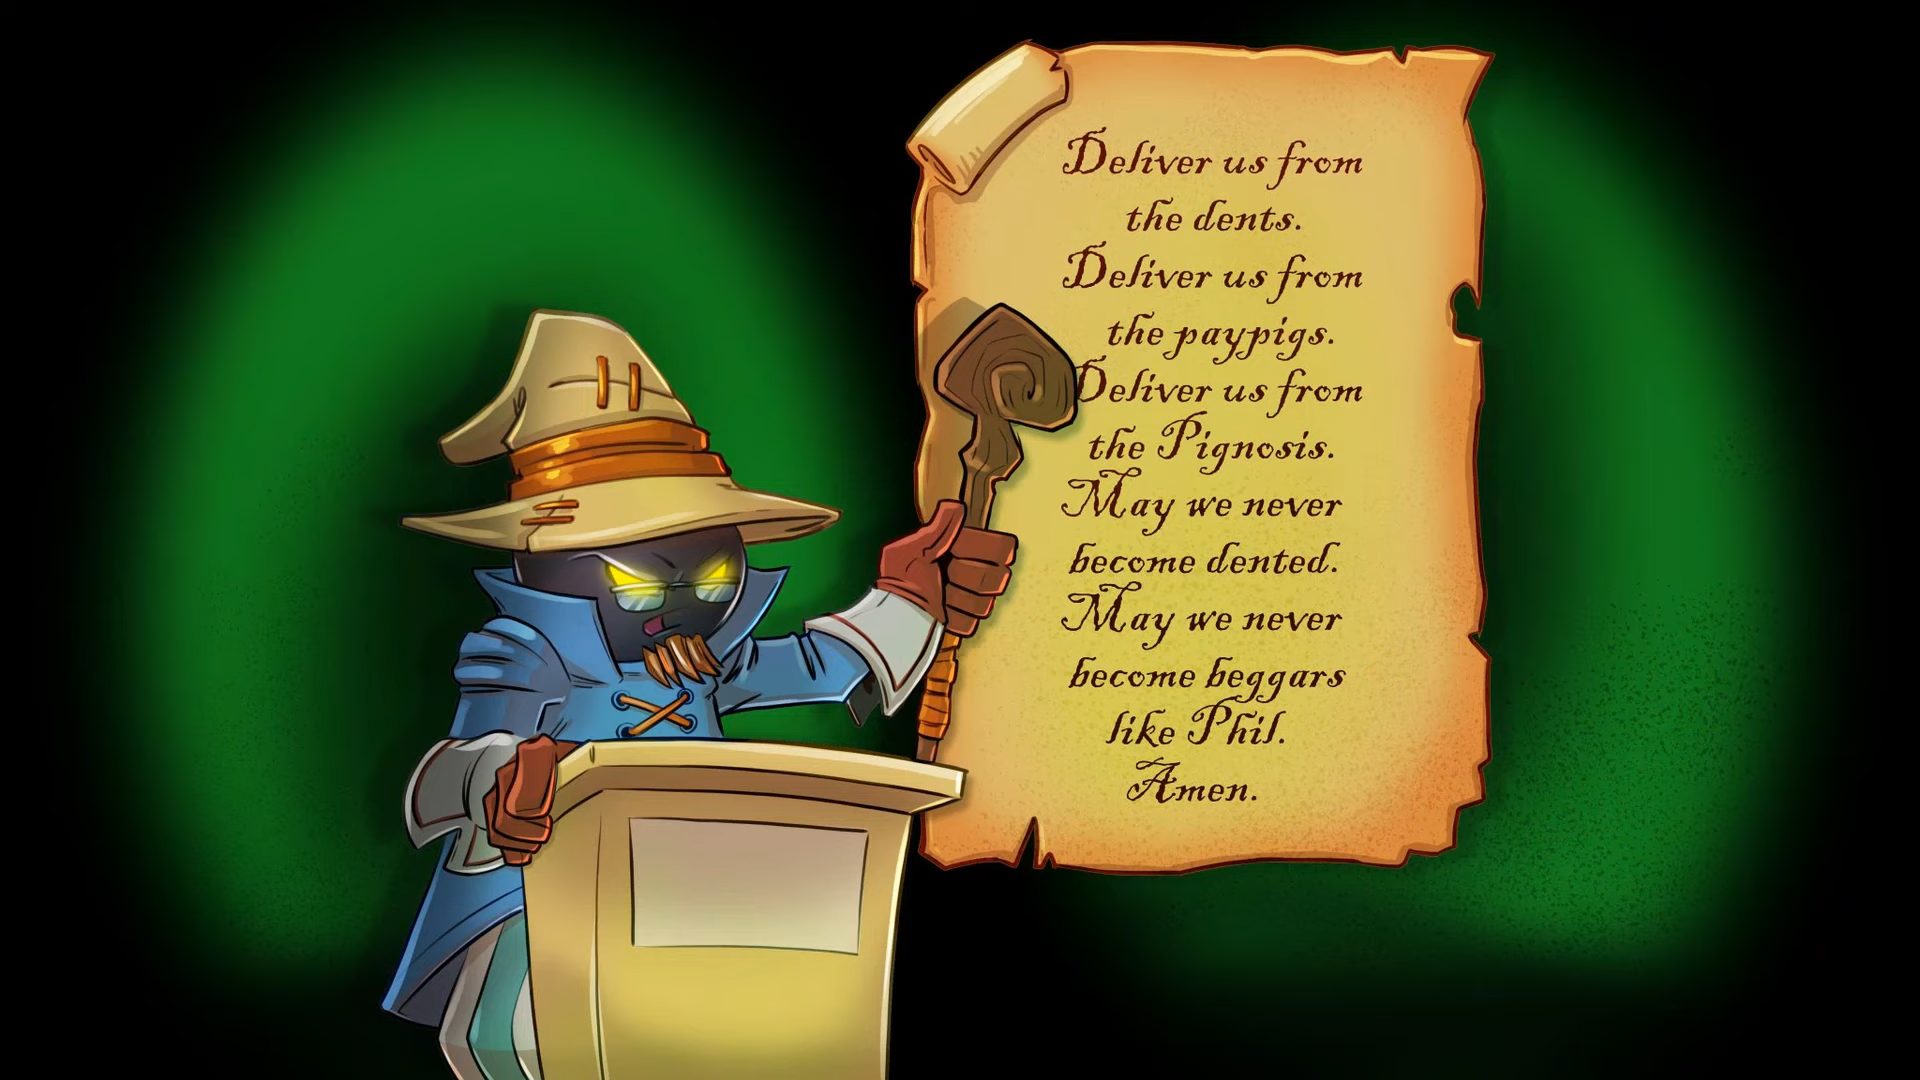 Deliver us from
the dents.
Deliver us from
the paypigs.
Deliver us from
the Pignosis.
May we never
become dented.
May we never
become beggars
like Phil.
Amen.